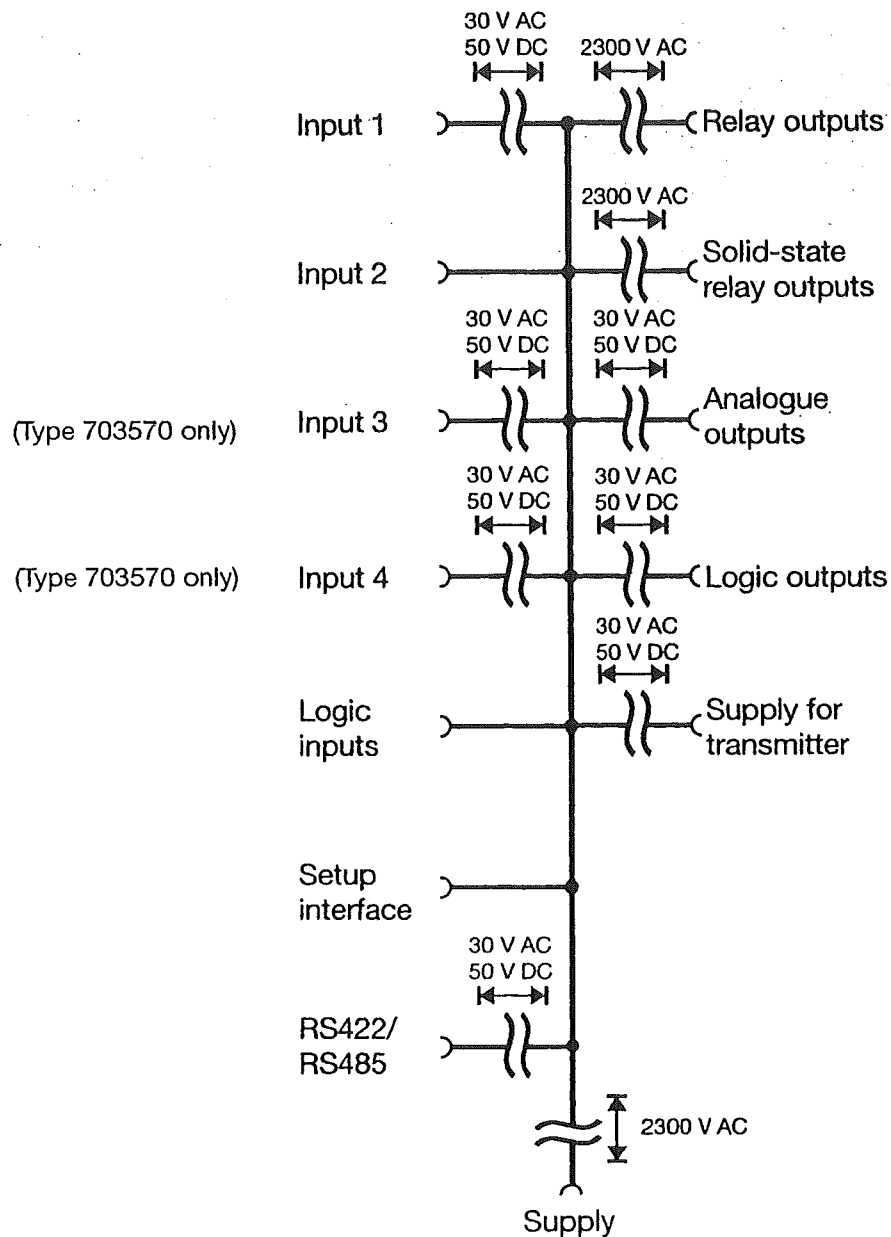 30 V AC
50 V DC
2300 V AC
Input 1
Relay outputs
2300 V AC
Input 2
Solid-state
relay outputs
30 V AC
50 V DC
30 V AC
50 V DC
(Type 703570 only)
Input 3
Analogue
outputs
30 V AC
50 V DC
30 V AC
50 V DC
(Type 703570 only)
Input 4
Logic outputs
30 V AC
50 V DC
Logic
inputs
Supply for
transmitter
Setup
interface
30 V AC
50 V DC
RS422/
RS485
2300 V AC
Supply